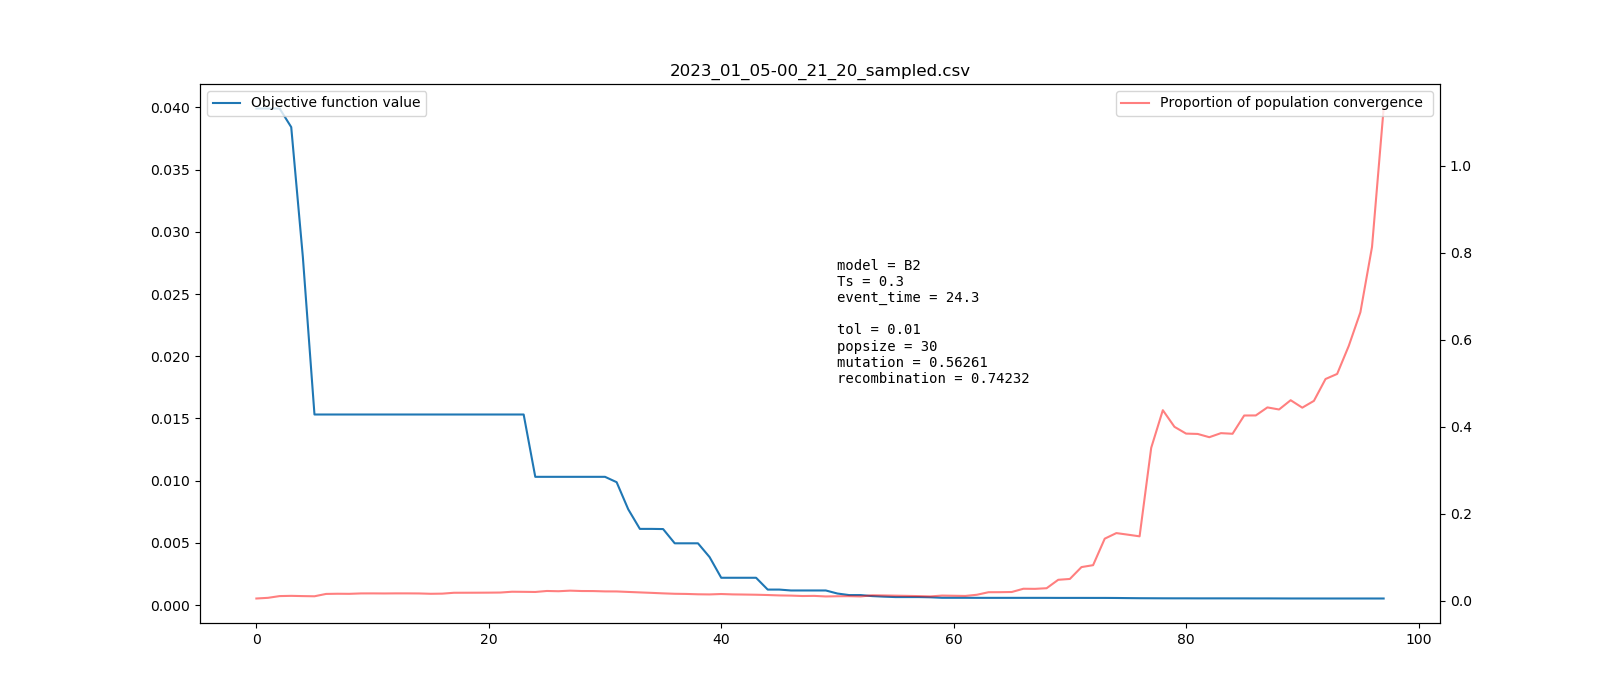 2023_01_05-00_21_20_sampled.csv
Objective function value
Proportion of population convergence
0.040
0.035
0.030
0.025
0.020
0.015
0.010
0.005
0.000
model = B2
Ts = 0.3
event_time = 24.3
tol = 0.01
popsize = 30
mutation = 0.56261
recombination = 0.74232
1.0
0.8
0.6
0.4
0.2
0.0
0
20
40
60
80
100